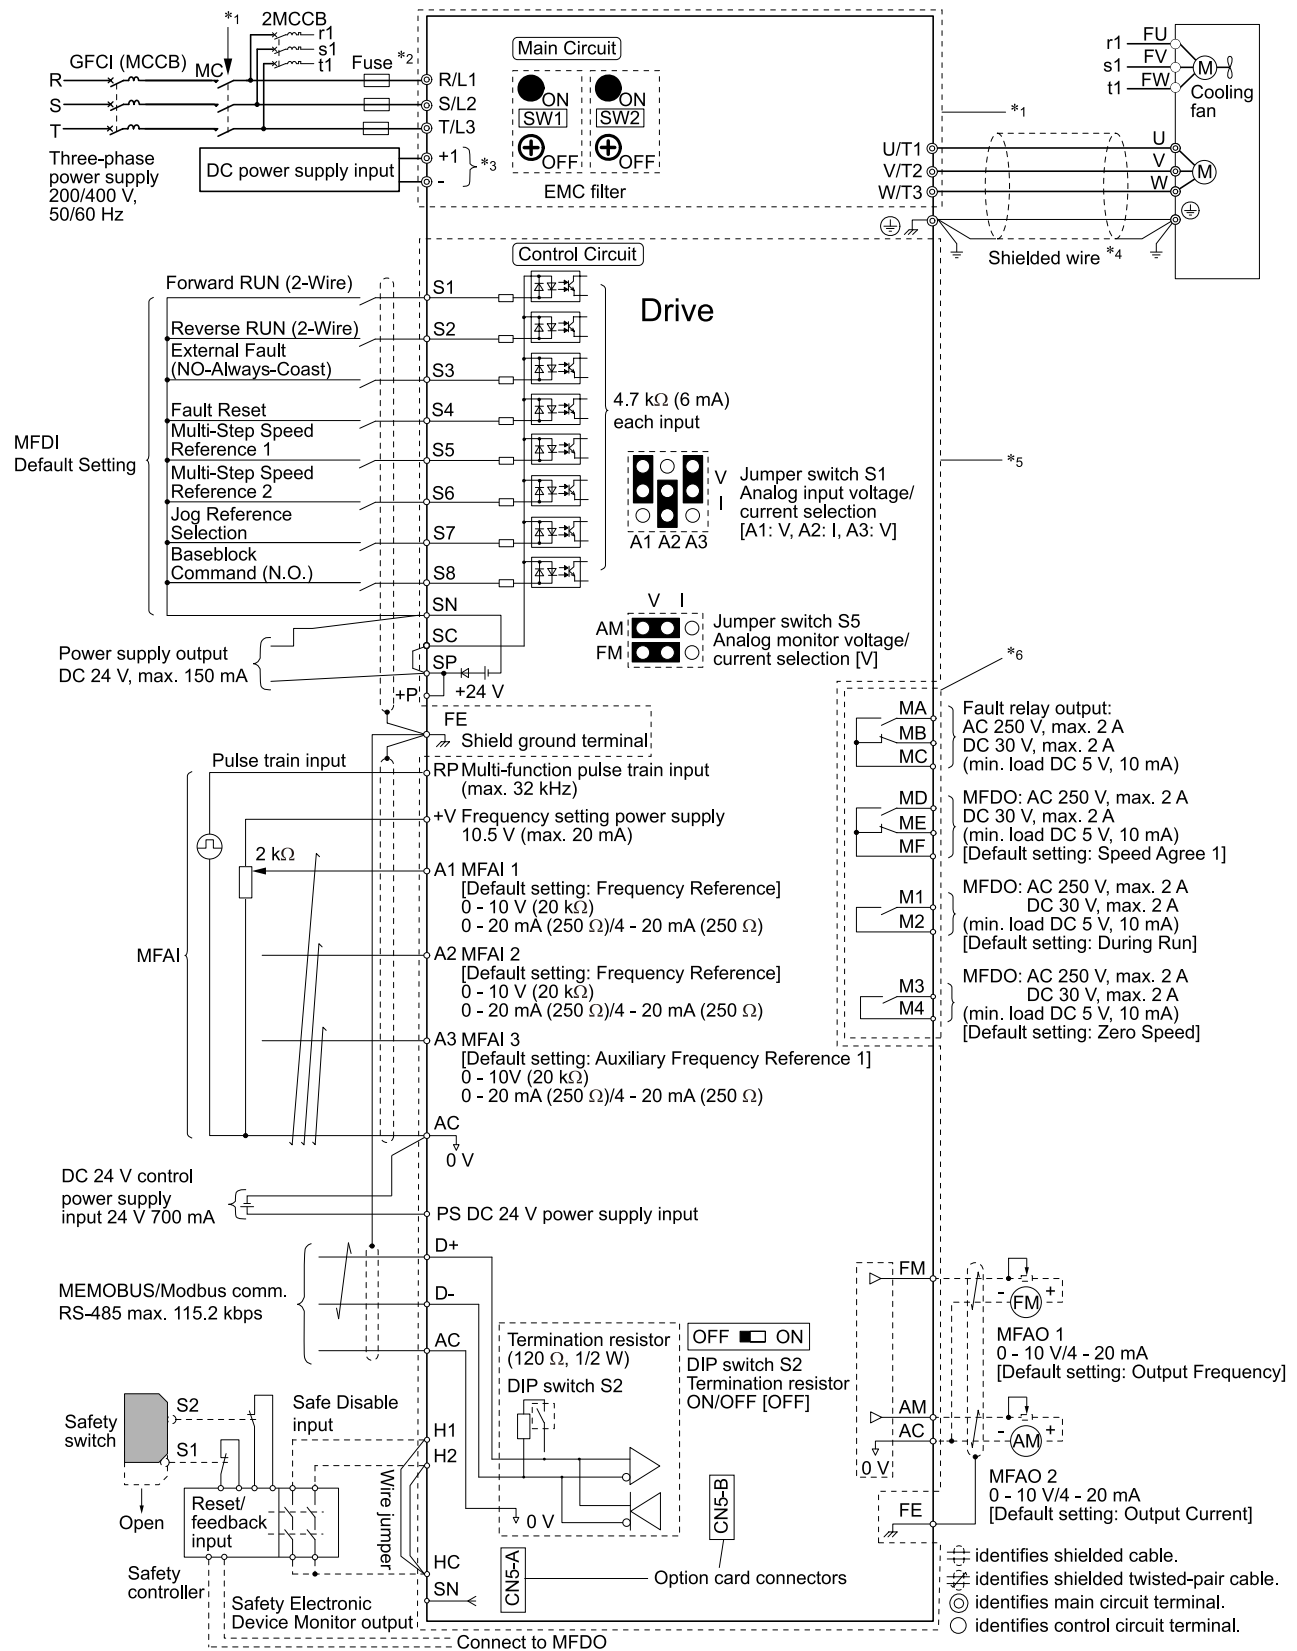 *1
2MCCB
r1
s1
t1
GFCI (MCCB)
MC
Fuse *2
R
S
T
R/L1
S/L2
T/L3
+1
-
*3
Three-phase
power supply
200/400 V,
50/60 Hz
DC power supply input
Main Circuit
ON
SW1
OFF
ON
SW2
OFF
EMC filter
r1
s1
t1
FU
FV
FW
M
Cooling
fan
*1
U/T1
V/T2
W/T3
U
V
W
M
Shielded wire *4
Control Circuit
Drive
MFDI
Default Setting
Forward RUN (2-Wire)
S1
Reverse RUN (2-Wire)
S2
External Fault
(NO-Always-Coast)
S3
Fault Reset
S4
Multi-Step Speed
Reference 1
S5
Multi-Step Speed
Reference 2
S6
Jog Reference
Selection
S7
Baseblock
Command (N.O.)
S8
SN
SC
SP
+P
+24 V
4.7 kΩ (6 mA)
each input
V
I
A1 A2 A3
Jumper switch S1
Analog input voltage/
current selection
[A1: V, A2: I, A3: V]
*5
V I
AM
FM
Jumper switch S5
Analog monitor voltage/
current selection [V]
Power supply output
DC 24 V, max. 150 mA
*6
FE
Shield ground terminal
MA
MB
MC
Fault relay output:
AC 250 V, max. 2 A
DC 30 V, max. 2 A
(min. load DC 5 V, 10 mA)
MD
ME
MF
MFDO: AC 250 V, max. 2 A
DC 30 V, max. 2 A
(min. load DC 5 V, 10 mA)
[Default setting: Speed Agree 1]
M1
M2
MFDO: AC 250 V, max. 2 A
DC 30 V, max. 2 A
(min. load DC 5 V, 10 mA)
[Default setting: During Run]
M3
M4
MFDO: AC 250 V, max. 2 A
DC 30 V, max. 2 A
(min. load DC 5 V, 10 mA)
[Default setting: Zero Speed]
MFAI
Pulse train input
RP Multi-function pulse train input
(max. 32 kHz)
+V Frequency setting power supply
10.5 V (max. 20 mA)
2 kΩ
A1 MFAI 1
[Default setting: Frequency Reference]
0 - 10 V (20 kΩ)
0 - 20 mA (250 Ω)/4 - 20 mA (250 Ω)
A2 MFAI 2
[Default setting: Frequency Reference]
0 - 10 V (20 kΩ)
0 - 20 mA (250 Ω)/4 - 20 mA (250 Ω)
A3 MFAI 3
[Default setting: Auxiliary Frequency Reference 1]
0 - 10V (20 kΩ)
0 - 20 mA (250 Ω)/4 - 20 mA (250 Ω)
AC
0 V
DC 24 V control
power supply
input 24 V 700 mA
PS DC 24 V power supply input
MEMOBUS/Modbus comm.
RS-485 max. 115.2 kbps
D+
D-
AC
Termination resistor
(120 Ω, 1/2 W)
DIP switch S2
0 V
OFF ON
DIP switch S2
Termination resistor
ON/OFF [OFF]
FM
- +
FM
MFAO 1
0 - 10 V/4 - 20 mA
[Default setting: Output Frequency]
AM
AC
0 V
- +
AM
MFAO 2
0 - 10 V/4 - 20 mA
[Default setting: Output Current]
FE
Safety
switch
S2
S1
Open
Safe Disable
input
H1
H2
Wire jumper
HC
SN
Reset/
feedback
input
Safety
controller
Safety Electronic
Device Monitor output
Connect to MFDO
CN5-A
CN5-B
Option card connectors
identifies shielded cable.
identifies shielded twisted-pair cable.
identifies main circuit terminal.
identifies control circuit terminal.